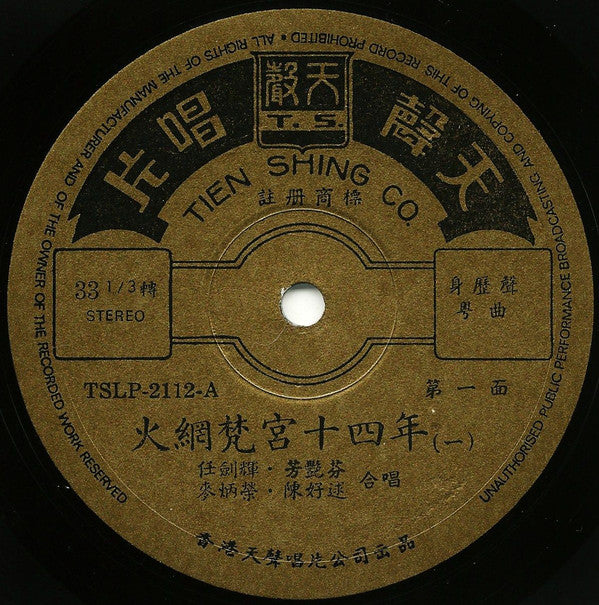 ALL RIGHTS OF THE MANUFACTURER AND OF THE OWNER OF THE RECORDED WORK RESERVED
UNAUTHORISED PUBLIC PERFORMANCE BROADCASTING AND COPYING OF THIS RECORD PROHIBITED •
天聲
T. S.
天聲唱片
TIEN SHING CO.
註册商標
33 1/3 轉
STEREO
身歷聲
粵曲
TSLP-2112-A
第一面
火網梵宮十四年(一)
任劍輝·芳艷芬
麥炳榮·陳好逑
合唱
香港天聲唱片公司出品